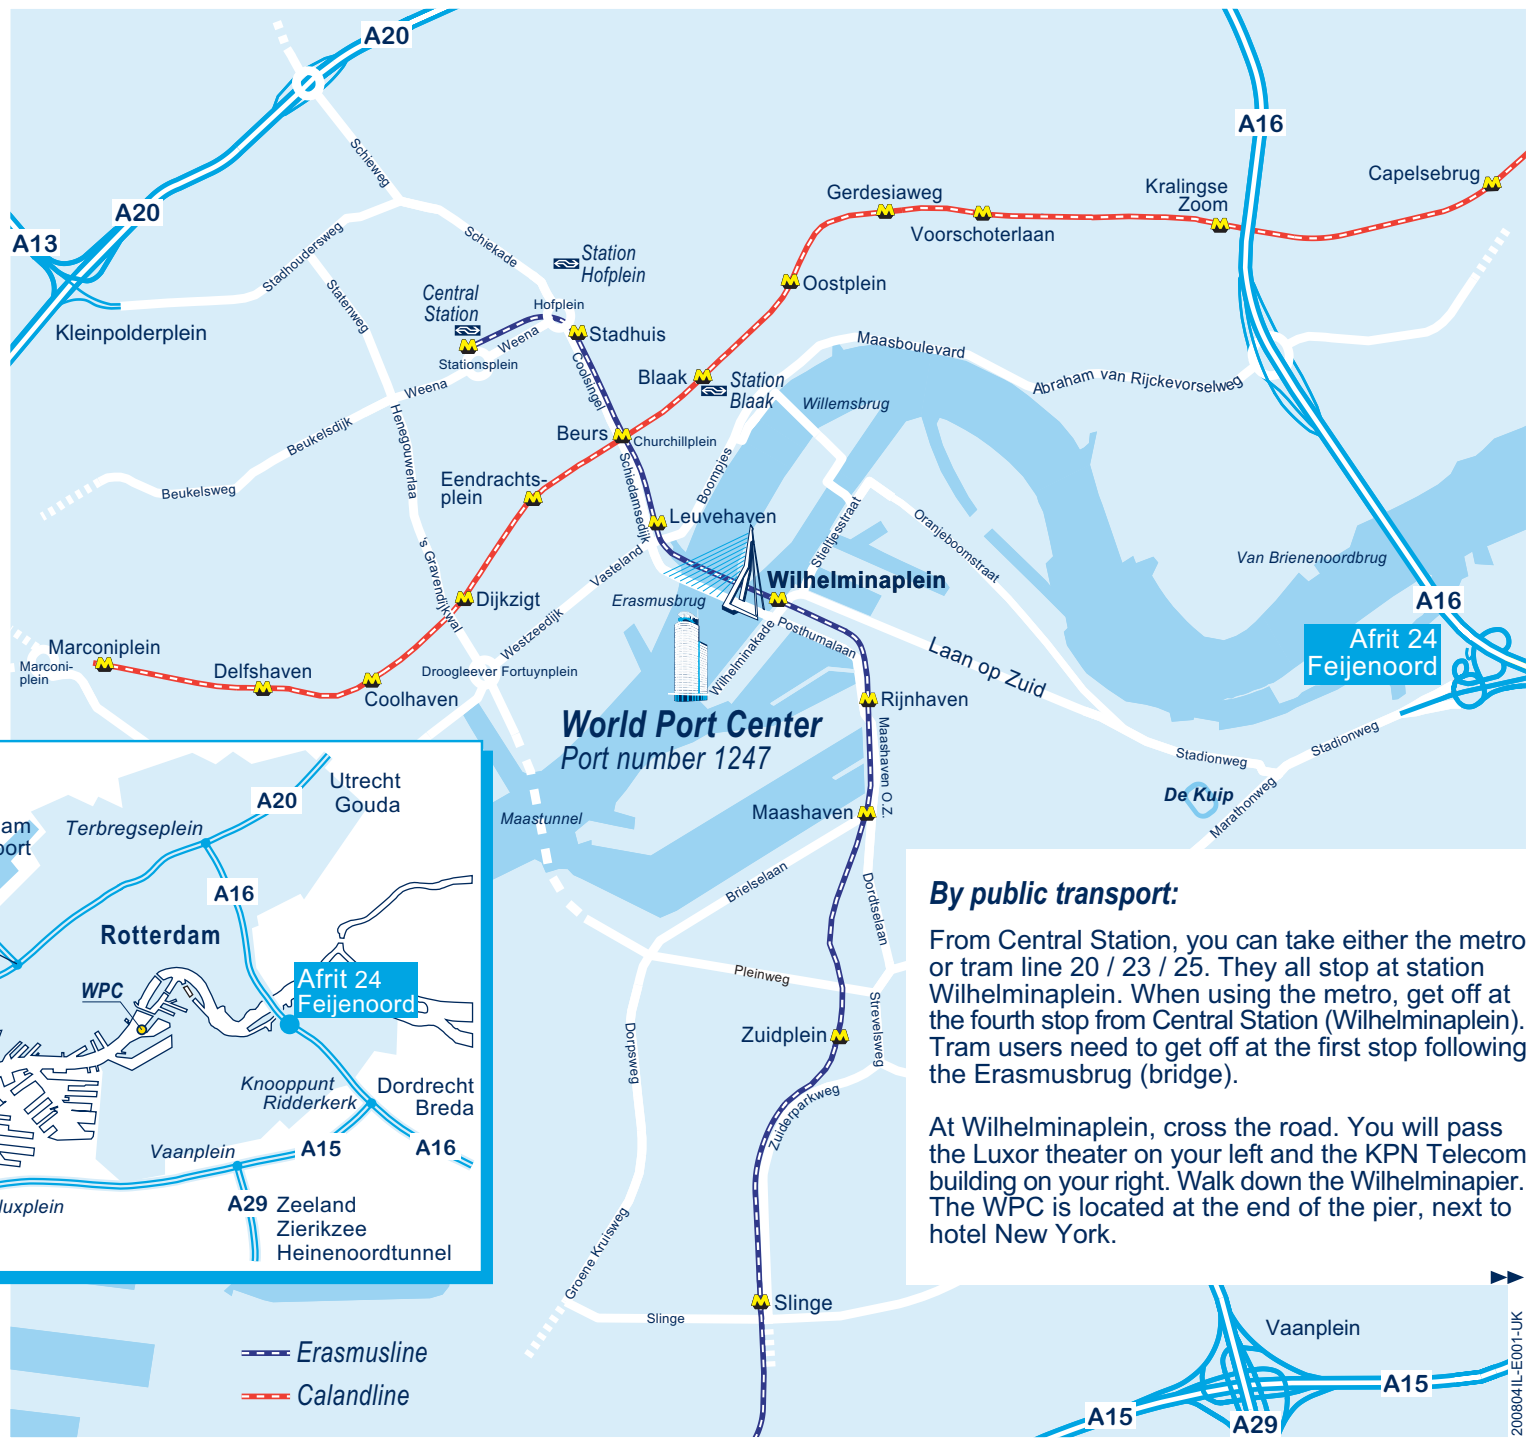 A20
A20
A13
A16
Capelsebrug
Kralingse
Zoom
Gerdesiaweg
Voorschoterlaan
Schieweg
Stadhoudersweg
Schiekade
Station
Hofplein
Central
Station
Hofplein
Oostplein
Statenweg
Kleinpolderplein
Stadhuis
Weena
Stationsplein
Coolsingel
Maasboulevard
Blaak
Station
Blaak
Abraham van Rijckevorselweg
Weena
Willemsbrug
Henegouwerlaa
Beukelsdijk
Beurs
Churchillplein
Boompjes
Schiedamsedijk
Eendrachts-
plein
Beukelsweg
Leuvehaven
Stieltjesstraat
Oranjeboomstraat
's Gravendijkwal
Vasteland
Van Brienenoordbrug
Wilhelminaplein
Dijkzigt
Erasmusbrug
A16
Westzeedijk
Posthumalaan
Wilhelminakade
Laan op Zuid
Afrit 24
Feijenoord
Marconiplein
Marconi-
plein
Delfshaven
Droogleever Fortuynplein
Coolhaven
Rijnhaven
World Port Center
Port number 1247
Maashaven O.Z.
Stadionweg
Stadionweg
De Kuip
Marathonweg
Maastunnel
Maashaven
Brielselaan
Dordtselaan
Pleinweg
Strevelsweg
Dorpsweg
Zuidplein
Zuiderparkweg
Groene Kruisweg
Slinge
Slinge
Utrecht
Gouda
A20
Terbregseplein
am
oort
A16
Rotterdam
Afrit 24
Feijenoord
WPC
Knooppunt
Ridderkerk
Dordrecht
Breda
Vaanplein
A15
A16
luxplein
A29
Zeeland
Zierikzee
Heinenoordtunnel
By public transport:
From Central Station, you can take either the metro
or tram line 20 / 23 / 25. They all stop at station
Wilhelminaplein. When using the metro, get off at
the fourth stop from Central Station (Wilhelminaplein).
Tram users need to get off at the first stop following
the Erasmusbrug (bridge).
At Wilhelminaplein, cross the road. You will pass
the Luxor theater on your left and the KPN Telecom
building on your right. Walk down the Wilhelminapier.
The WPC is located at the end of the pier, next to
hotel New York.
Erasmusline
Calandline
Vaanplein
A15
A15
A29
200804IL-E001-UK